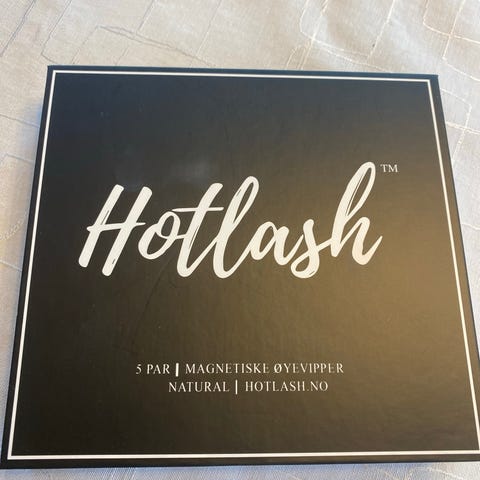 Hotlash™
5 PAR | MAGNETISKE ØYEVIPPER
NATURAL | HOTLASH.NO